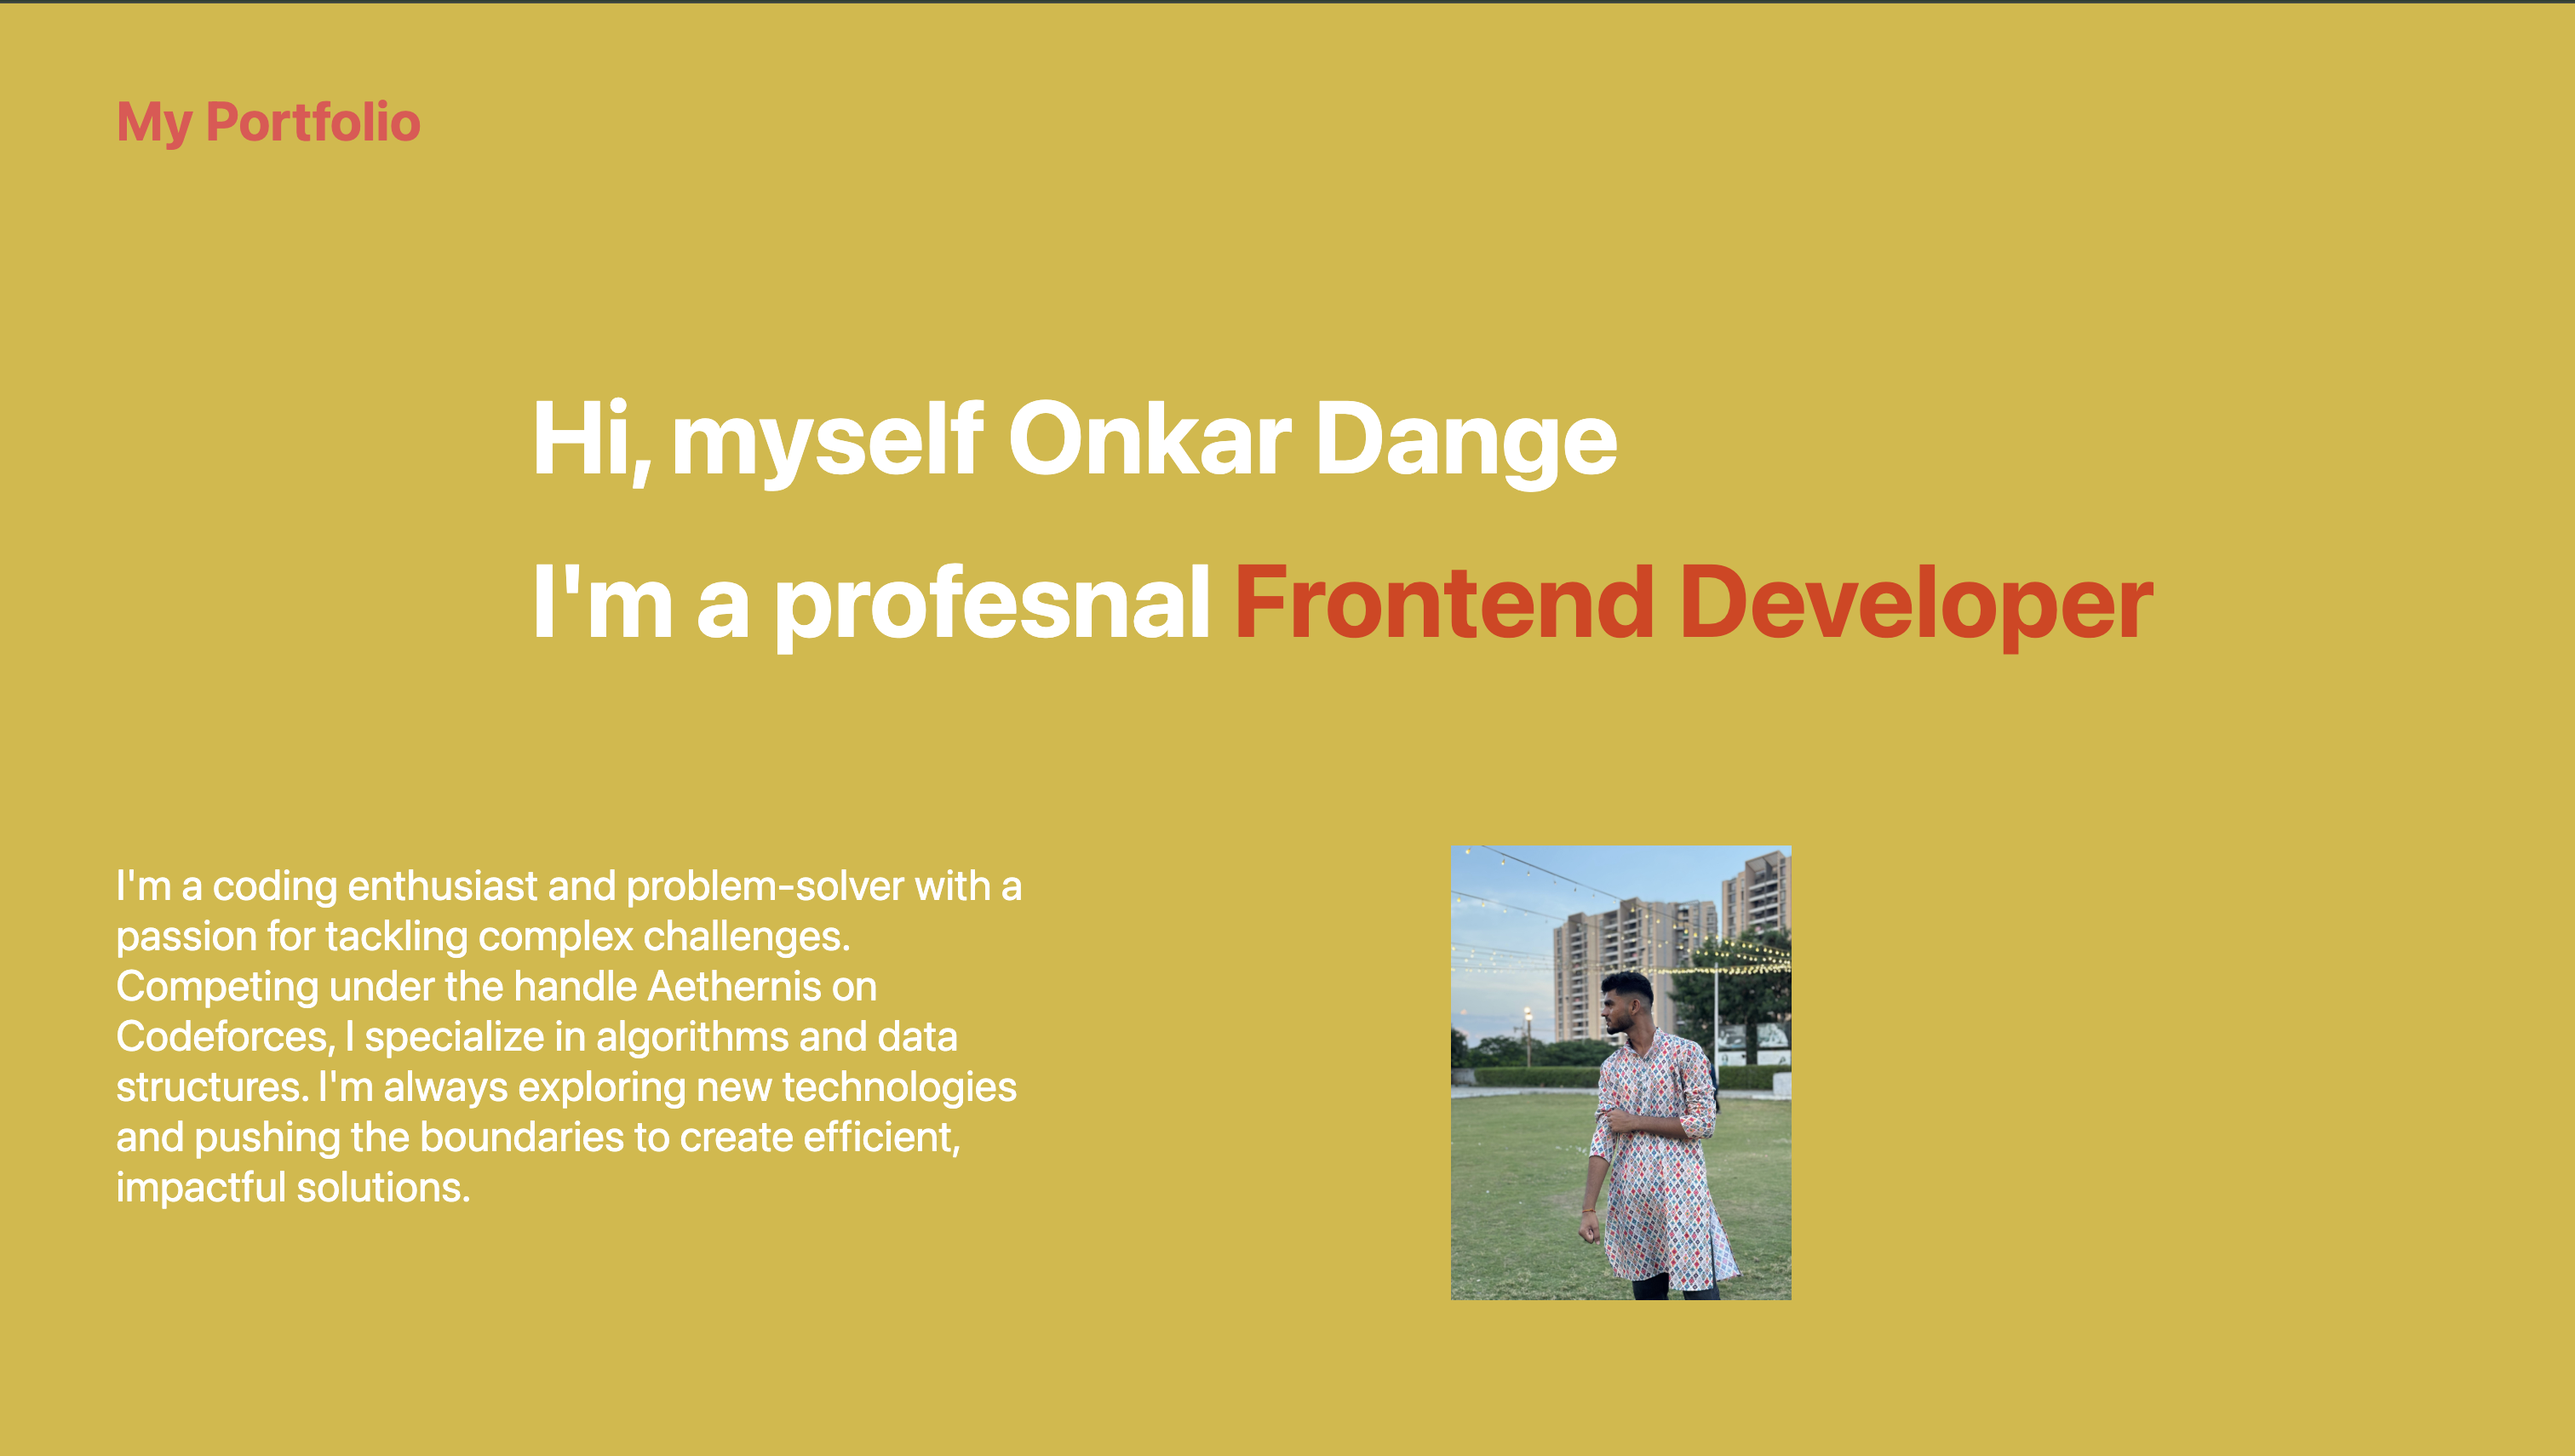 My Portfolio
Hi, myself Onkar Dange
I'm a profesnal Frontend Developer
I'm a coding enthusiast and problem-solver with a
passion for tackling complex challenges.
Competing under the handle Aethernis on
Codeforces, I specialize in algorithms and data
structures. I'm always exploring new technologies
and pushing the boundaries to create efficient,
impactful solutions.